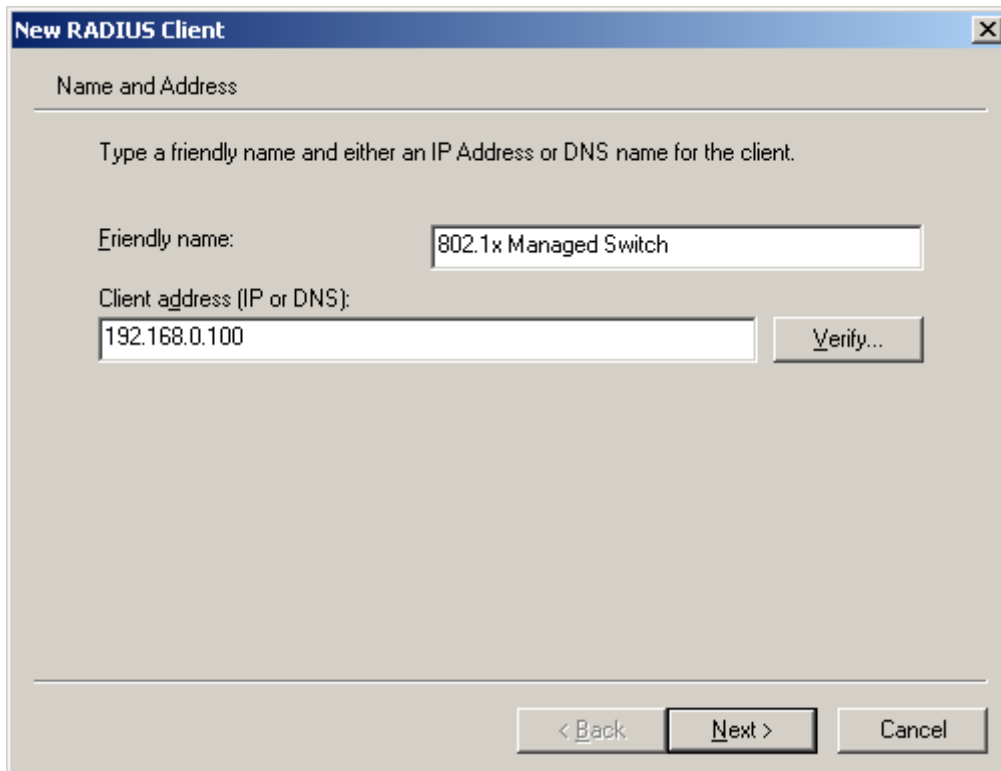 New RADIUS Client
Name and Address
Type a friendly name and either an IP Address or DNS name for the client.
Friendly name:
802.1x Managed Switch
Client address (IP or DNS):
192.168.0.100
Verify...
< Back
Next >
Cancel